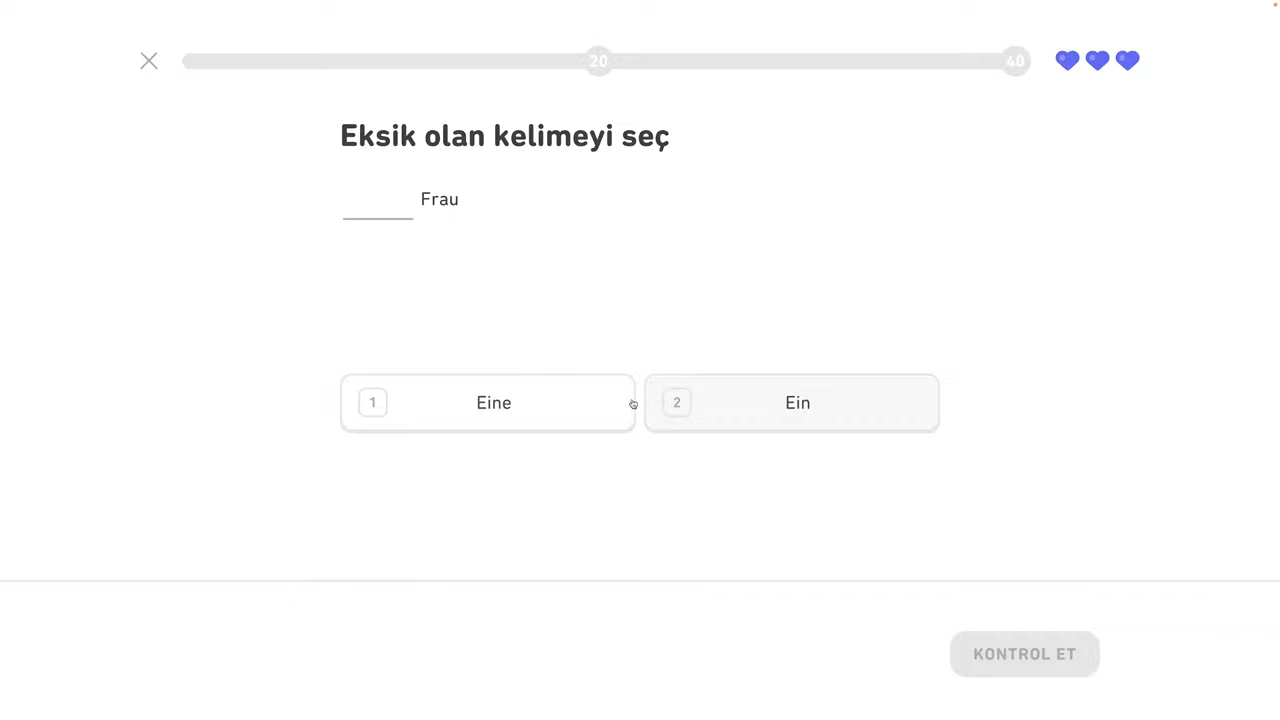 20
40
Eksik olan kelimeyi seç
Frau
1 Eine
2 Ein
KONTROL ET